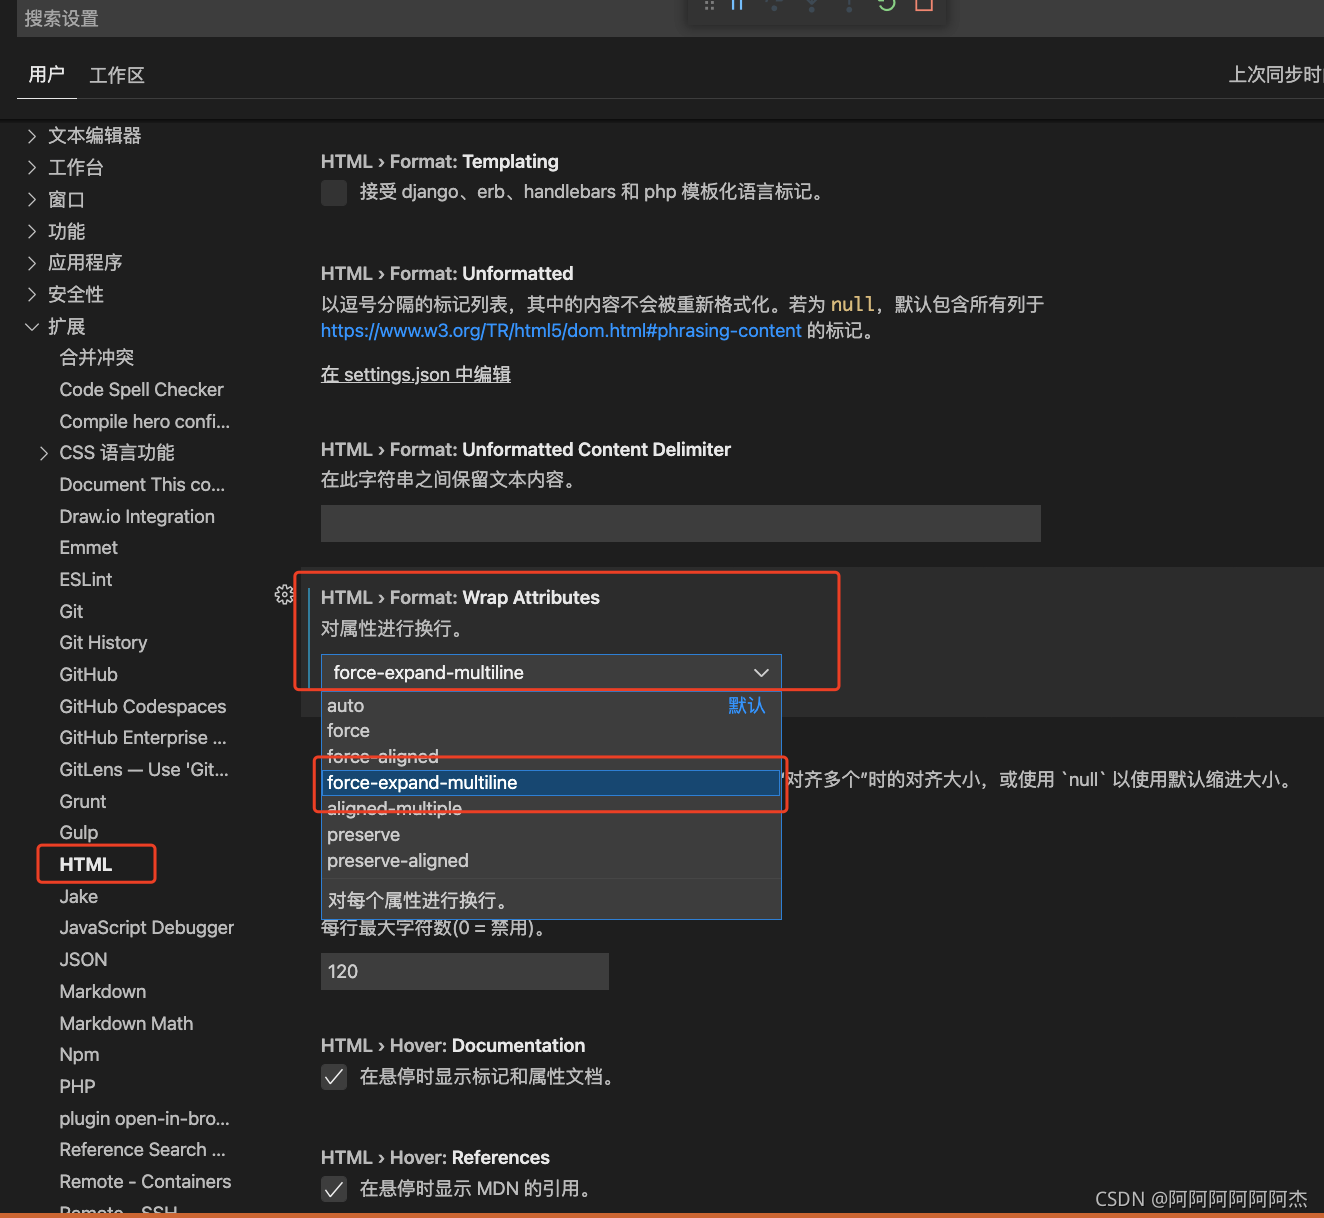 搜索设置
用户 工作区
上次同步时
文本编辑器
工作台
窗口
功能
应用程序
安全性
扩展
合并冲突
Code Spell Checker
Compile hero confi...
CSS 语言功能
Document This co...
Draw.io Integration
Emmet
ESLint
Git
Git History
GitHub
GitHub Codespaces
GitHub Enterprise ...
GitLens — Use 'Git...
Grunt
Gulp
HTML
Jake
JavaScript Debugger
JSON
Markdown
Markdown Math
Npm
PHP
plugin open-in-bro...
Reference Search ...
Remote - Containers
Remote - SSH
HTML › Format: Templating
接受 django、erb、handlebars 和 php 模板化语言标记。
HTML › Format: Unformatted
以逗号分隔的标记列表，其中的内容不会被重新格式化。若为 null，默认包含所有列于
https://www.w3.org/TR/html5/dom.html#phrasing-content 的标记。
在 settings.json 中编辑
HTML › Format: Unformatted Content Delimiter
在此字符串之间保留文本内容。
HTML › Format: Wrap Attributes
对属性进行换行。
force-expand-multiline
auto 默认
force
force-aligned
force-expand-multiline
“对齐多个”时的对齐大小，或使用 `null` 以使用默认缩进大小。
aligned-multiple
preserve
preserve-aligned
对每个属性进行换行。
每行最大字符数(0 = 禁用)。
120
HTML › Hover: Documentation
在悬停时显示标记和属性文档。
HTML › Hover: References
在悬停时显示 MDN 的引用。
CSDN @阿阿阿阿阿阿杰